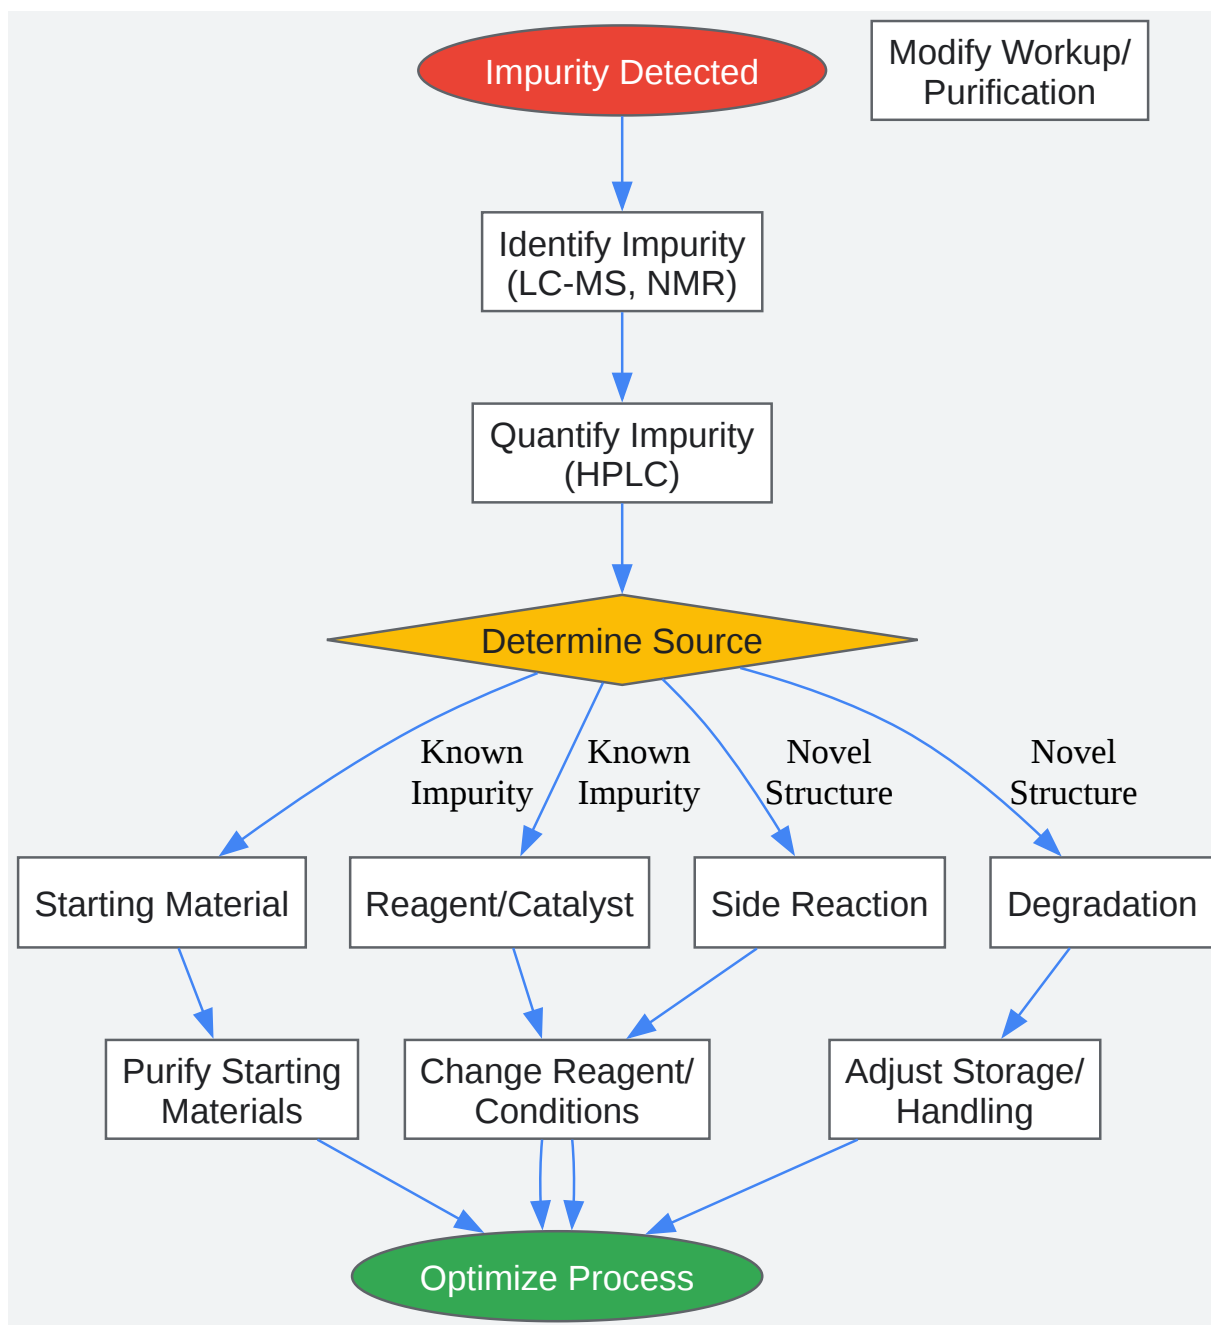 Impurity Detected
Modify Workup/
Purification
Identify Impurity
(LC-MS, NMR)
Quantify Impurity
(HPLC)
Determine Source
Known
Impurity
Known
Impurity
Novel
Structure
Novel
Structure
Starting Material
Reagent/Catalyst
Side Reaction
Degradation
Purify Starting
Materials
Change Reagent/
Conditions
Adjust Storage/
Handling
Optimize Process